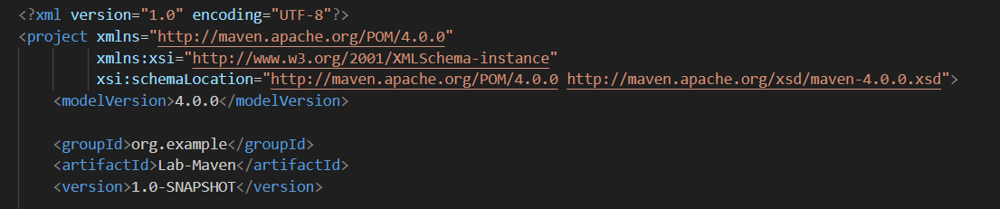 <?xml version="1.0" encoding="UTF-8"?>
<project xmlns="http://maven.apache.org/POM/4.0.0"
xmlns:xsi="http://www.w3.org/2001/XMLSchema-instance"
xsi:schemaLocation="http://maven.apache.org/POM/4.0.0 http://maven.apache.org/xsd/maven-4.0.0.xsd">
<modelVersion>4.0.0</modelVersion>
<groupId>org.example</groupId>
<artifactId>Lab-Maven</artifactId>
<version>1.0-SNAPSHOT</version>